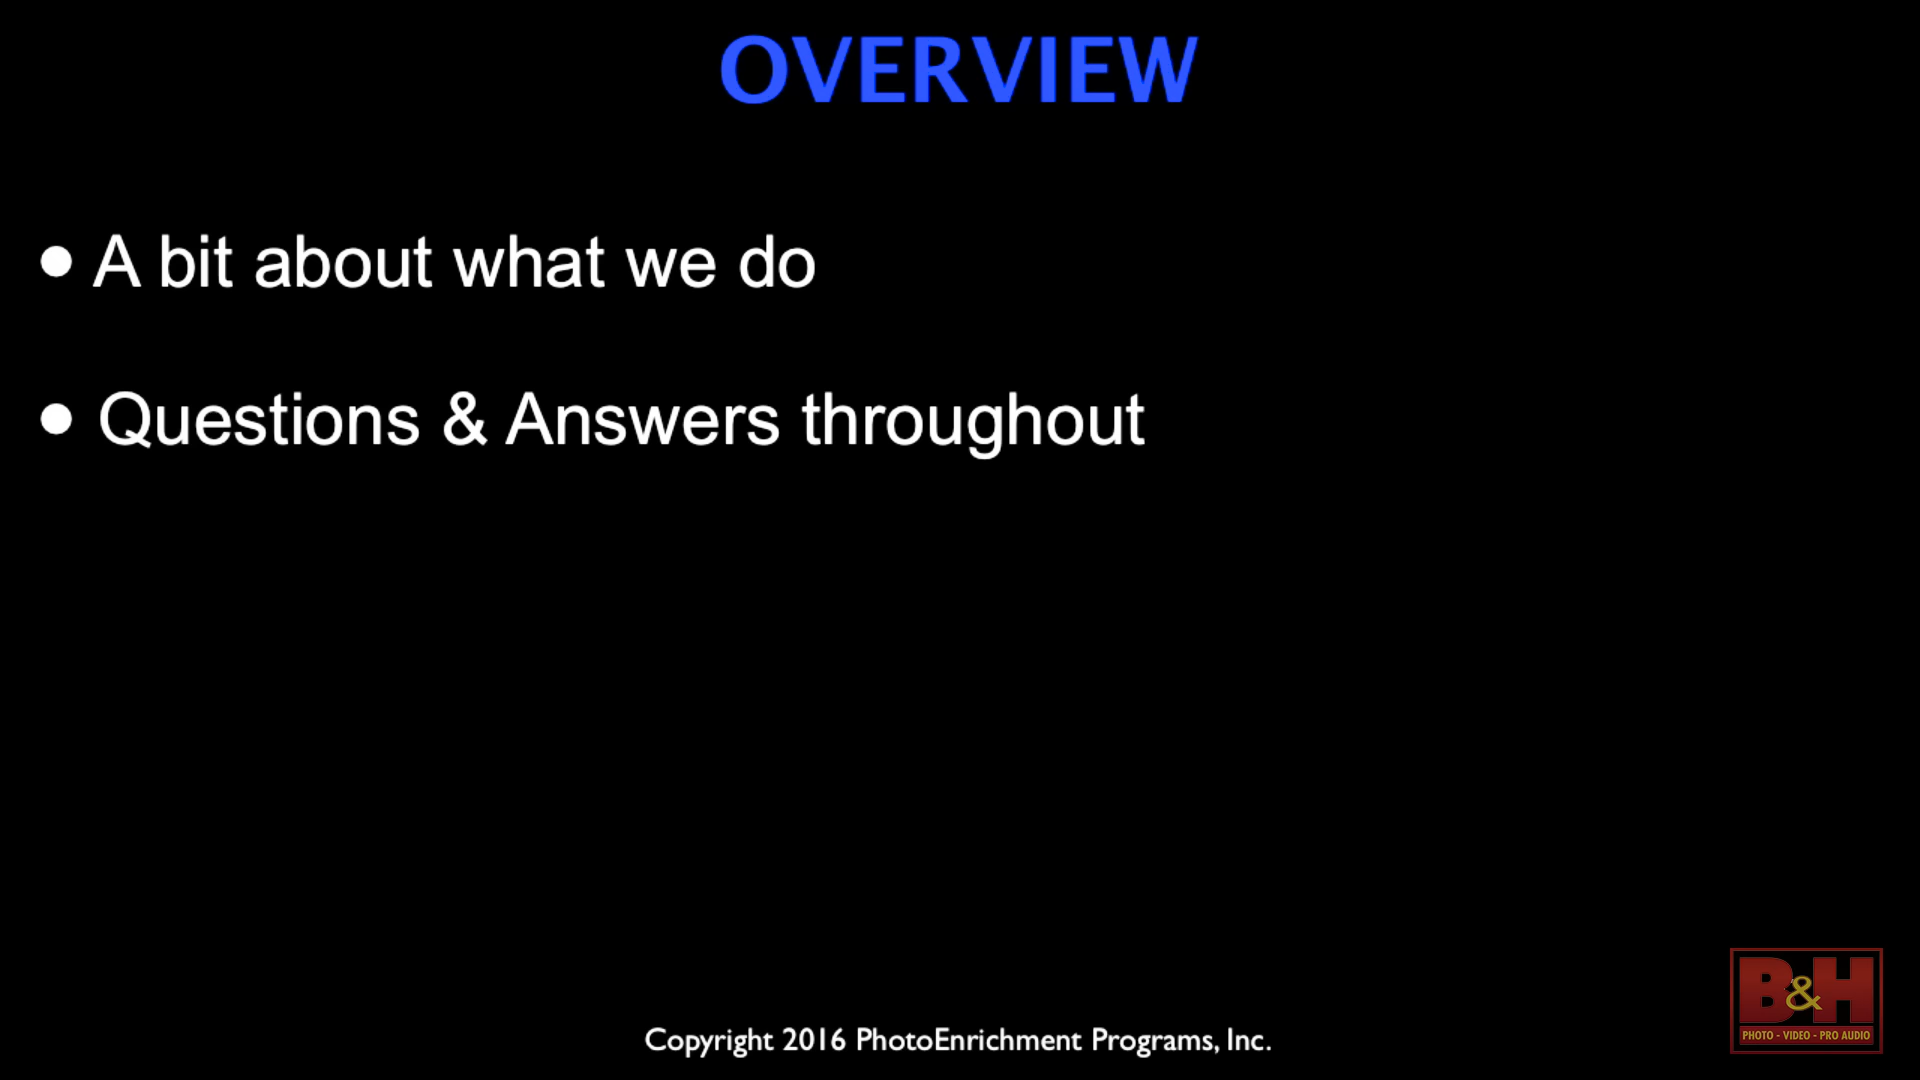 OVERVIEW
• A bit about what we do
• Questions & Answers throughout
B&H
PHOTO - VIDEO - PRO AUDIO
Copyright 2016 PhotoEnrichment Programs, Inc.